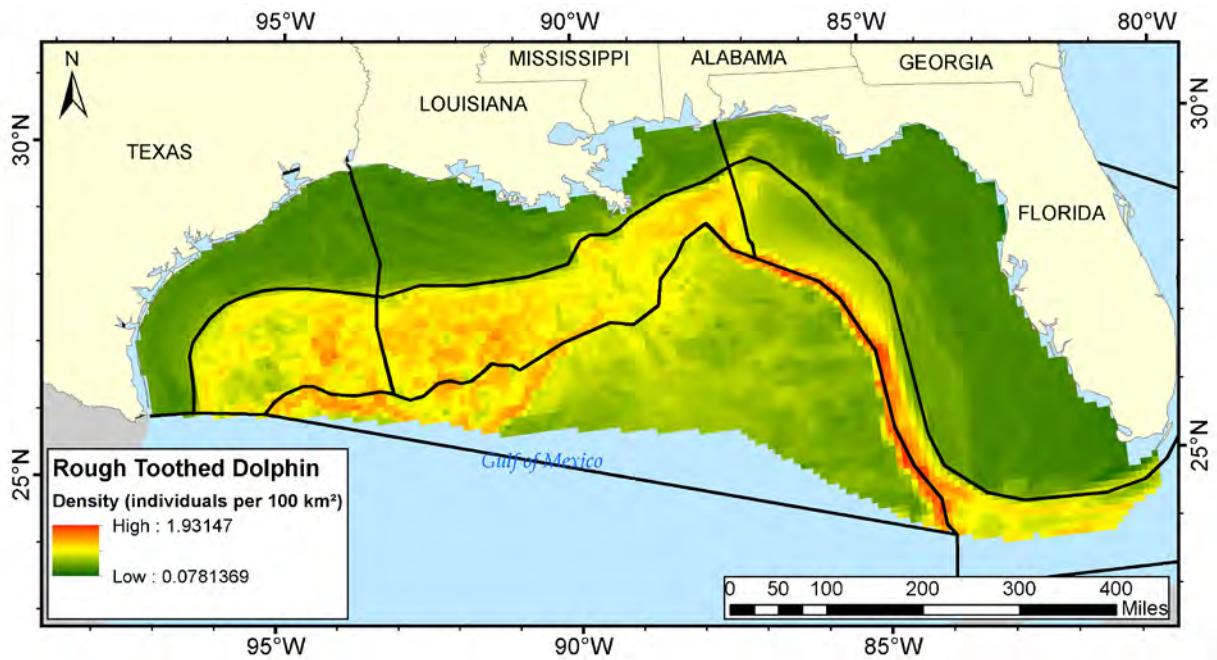 95°W 90°W 85°W 80°W
N
MISSISSIPPI ALABAMA GEORGIA
LOUISIANA
30°N 30°N
TEXAS
FLORIDA
25°N 25°N
Gulf of Mexico
Rough Toothed Dolphin
Density (individuals per 100 km²)
High : 1.93147
Low : 0.0781369
0 50 100 200 300 400
Miles
95°W 90°W 85°W 80°W